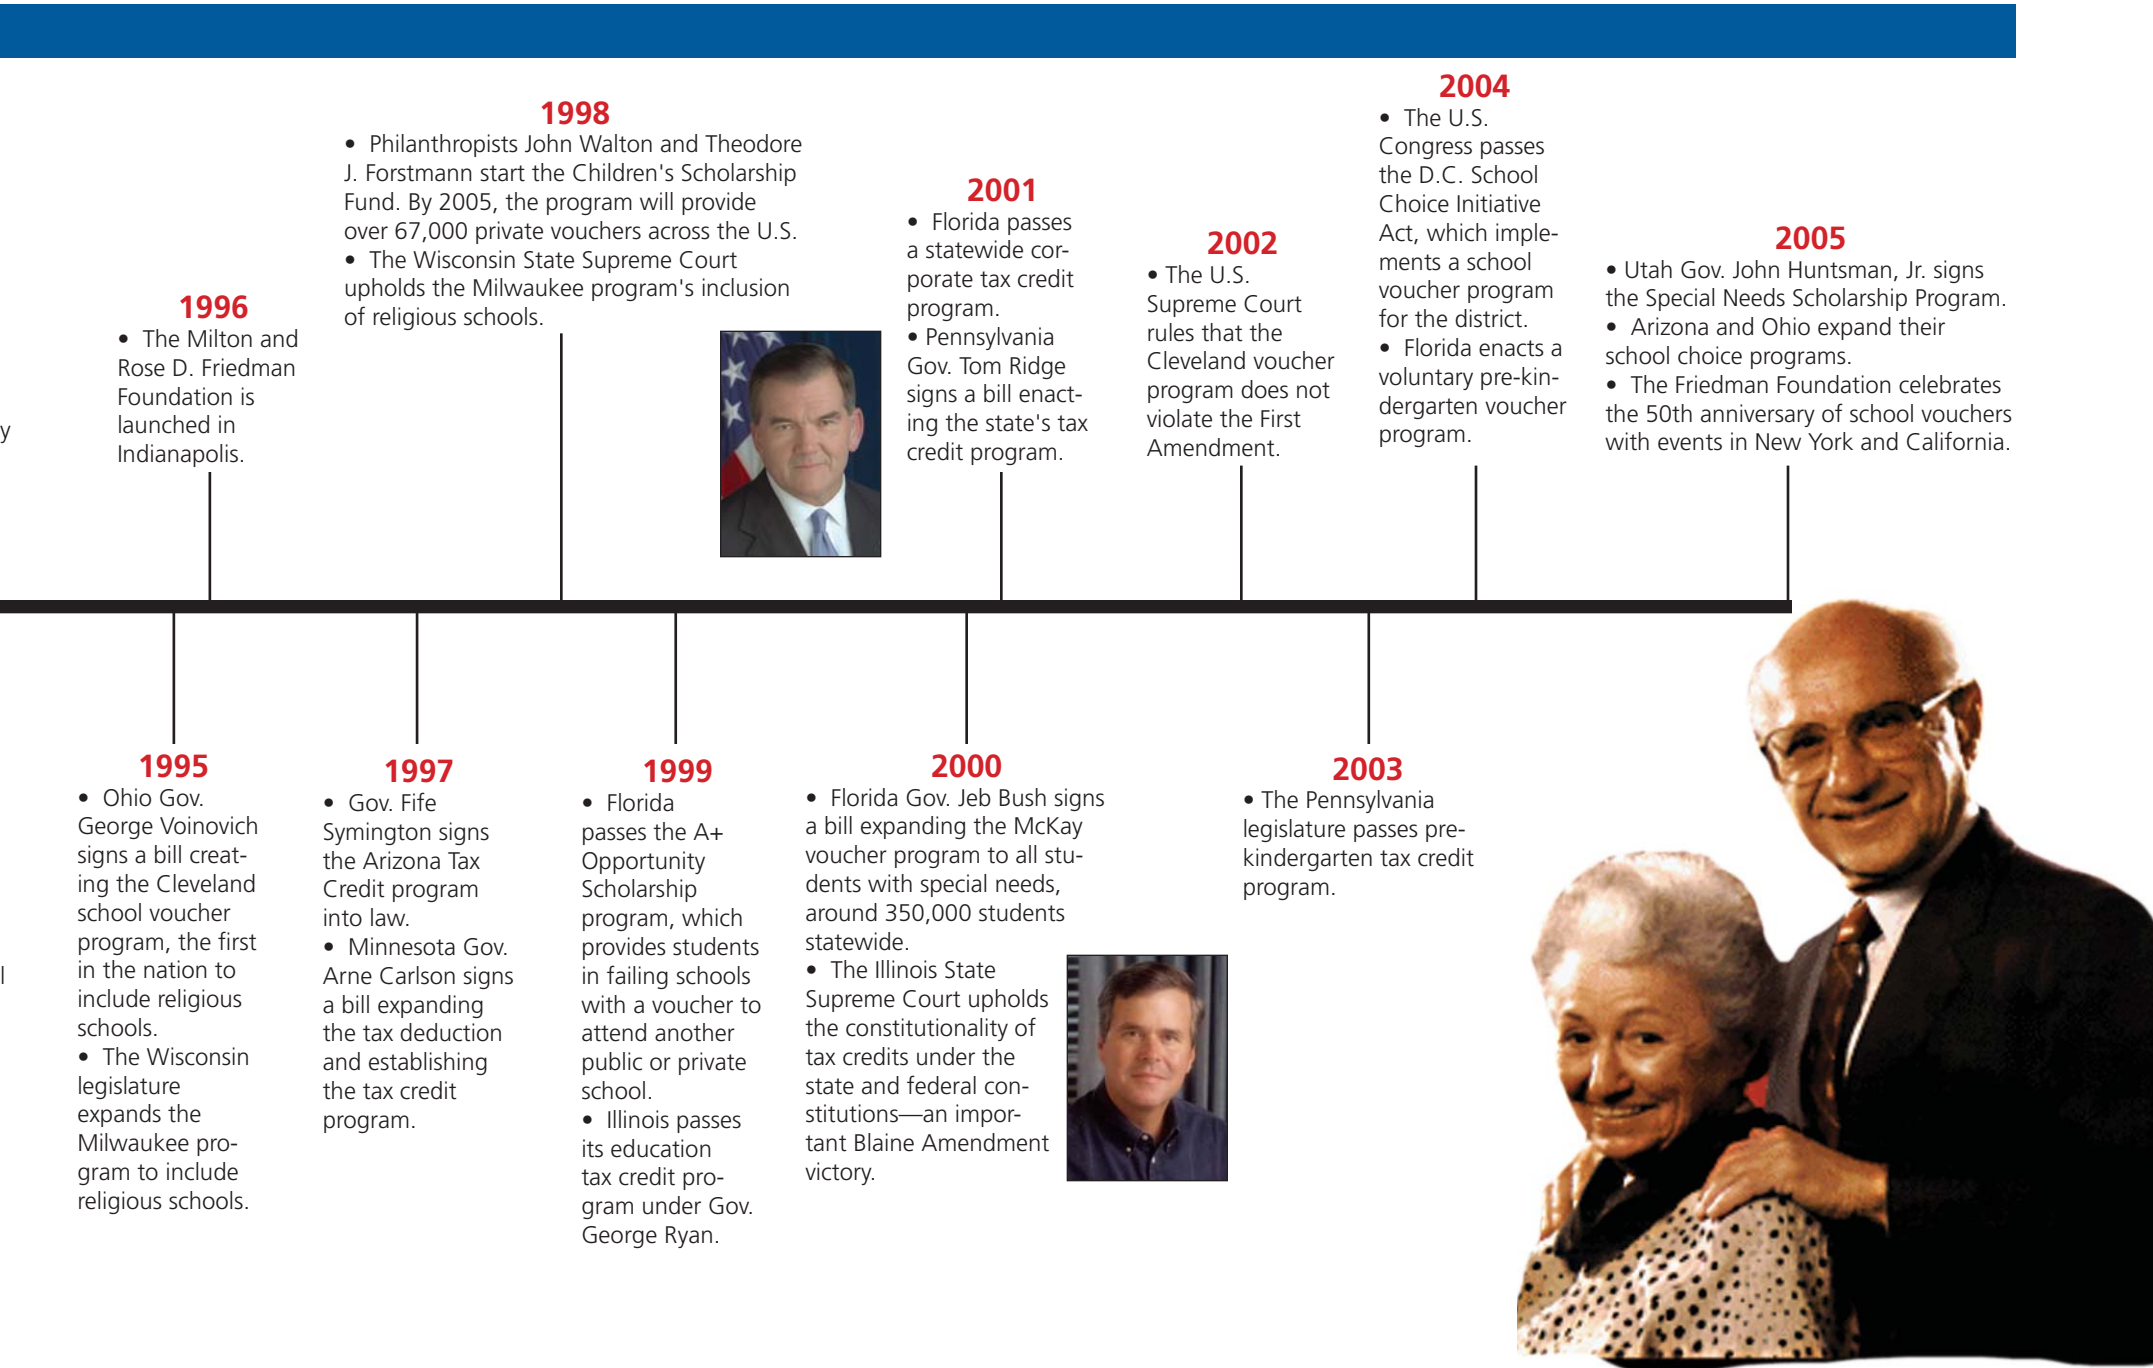 1998
• Philanthropists John Walton and Theodore
J. Forstmann start the Children's Scholarship
Fund. By 2005, the program will provide
over 67,000 private vouchers across the U.S.
• The Wisconsin State Supreme Court
upholds the Milwaukee program's inclusion
of religious schools.
2004
• The U.S.
Congress passes
the D.C. School
Choice Initiative
Act, which imple-
ments a school
voucher program
for the district.
• Florida enacts a
voluntary pre-kin-
dergarten voucher
program.
2001
• Florida passes
a statewide cor-
porate tax credit
program.
• Pennsylvania
Gov. Tom Ridge
signs a bill enact-
ing the state's tax
credit program.
2002
• The U.S.
Supreme Court
rules that the
Cleveland voucher
program does not
violate the First
Amendment.
2005
• Utah Gov. John Huntsman, Jr. signs
the Special Needs Scholarship Program.
• Arizona and Ohio expand their
school choice programs.
• The Friedman Foundation celebrates
the 50th anniversary of school vouchers
with events in New York and California.
1996
• The Milton and
Rose D. Friedman
Foundation is
launched in
Indianapolis.
y
1995
• Ohio Gov.
George Voinovich
signs a bill creat-
ing the Cleveland
school voucher
program, the first
in the nation to
include religious
schools.
• The Wisconsin
legislature
expands the
Milwaukee pro-
gram to include
religious schools.
l
1997
• Gov. Fife
Symington signs
the Arizona Tax
Credit program
into law.
• Minnesota Gov.
Arne Carlson signs
a bill expanding
the tax deduction
and establishing
the tax credit
program.
1999
• Florida
passes the A+
Opportunity
Scholarship
program, which
provides students
in failing schools
with a voucher to
attend another
public or private
school.
• Illinois passes
its education
tax credit pro-
gram under Gov.
George Ryan.
2000
• Florida Gov. Jeb Bush signs
a bill expanding the McKay
voucher program to all stu-
dents with special needs,
around 350,000 students
statewide.
• The Illinois State
Supreme Court upholds
the constitutionality of
tax credits under the
state and federal con-
stitutions—an impor-
tant Blaine Amendment
victory.
2003
• The Pennsylvania
legislature passes pre-
kindergarten tax credit
program.